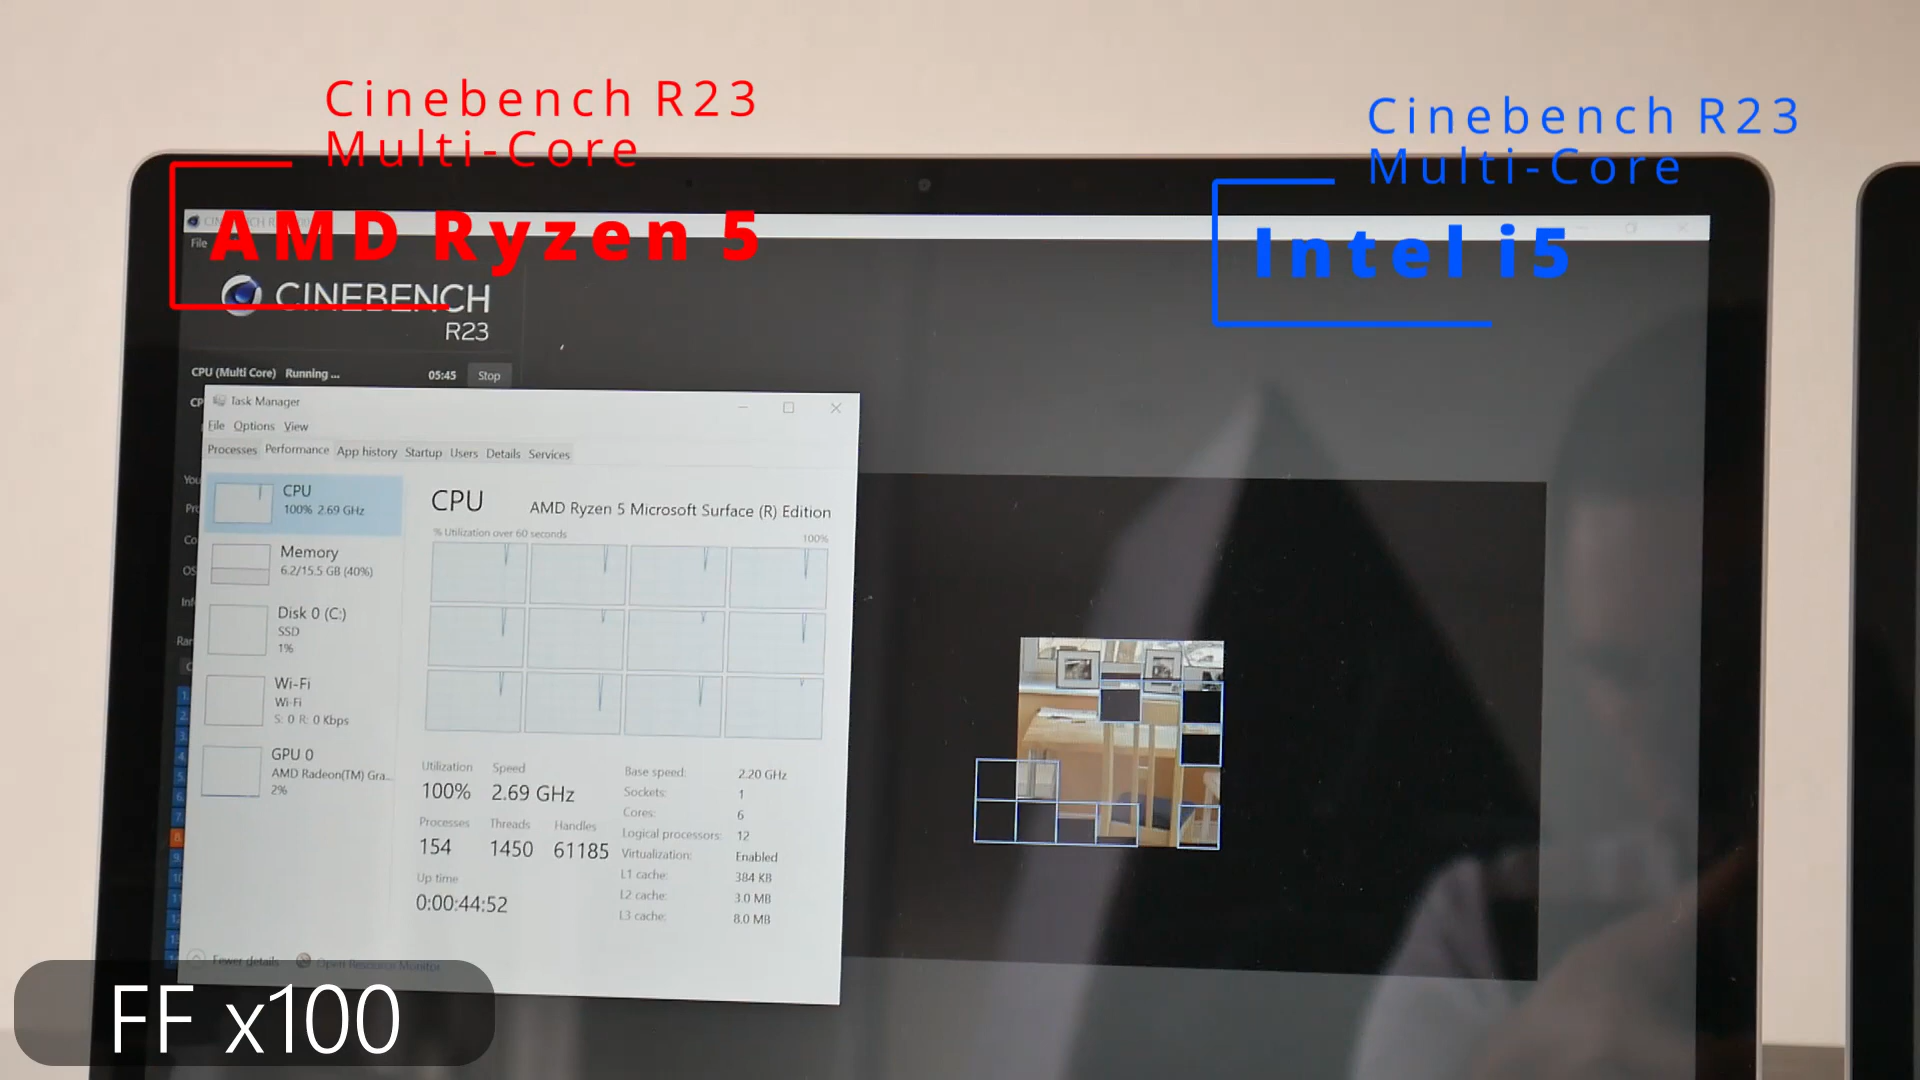 Cinebench R23
Multi-Core
AMD Ryzen 5
Cinebench R23
Multi-Core
Intel i5
File
CINEBENCH
R23
CPU (Multi Core) Running ... 05:45 Stop
Task Manager
File Options View
Processes Performance App history Startup Users Details Services
CPU
100% 2.69 GHz
Memory
6.2/15.5 GB (40%)
Disk 0 (C:)
SSD
1%
Wi-Fi
Wi-Fi
S: 0 R: 0 Kbps
GPU 0
AMD Radeon(TM) Gra...
2%
CPU AMD Ryzen 5 Microsoft Surface (R) Edition
% Utilization over 60 seconds 100%
Utilization Speed
100% 2.69 GHz
Processes Threads Handles
154 1450 61185
Up time
0:00:44:52
Base speed: 2.20 GHz
Sockets: 1
Cores: 6
Logical processors: 12
Virtualization: Enabled
L1 cache: 384 KB
L2 cache: 3.0 MB
L3 cache: 8.0 MB
Fewer details Open Resource Monitor
FF x100